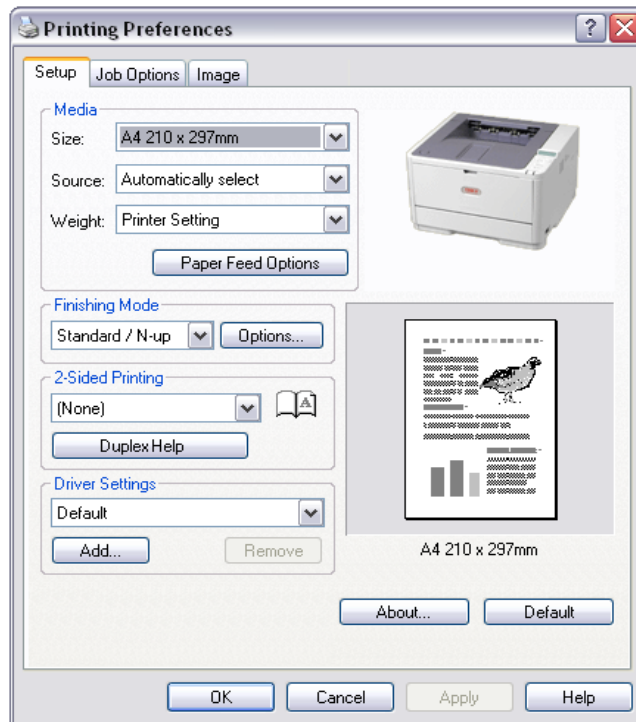 Printing Preferences
Setup
Job Options
Image
Media
Size: A4 210 x 297mm
Source: Automatically select
Weight: Printer Setting
Paper Feed Options
Finishing Mode
Standard / N-up
Options...
2-Sided Printing
(None)
A
Duplex Help
Driver Settings
Default
Add...
Remove
A4 210 x 297mm
About...
Default
OK
Cancel
Apply
Help